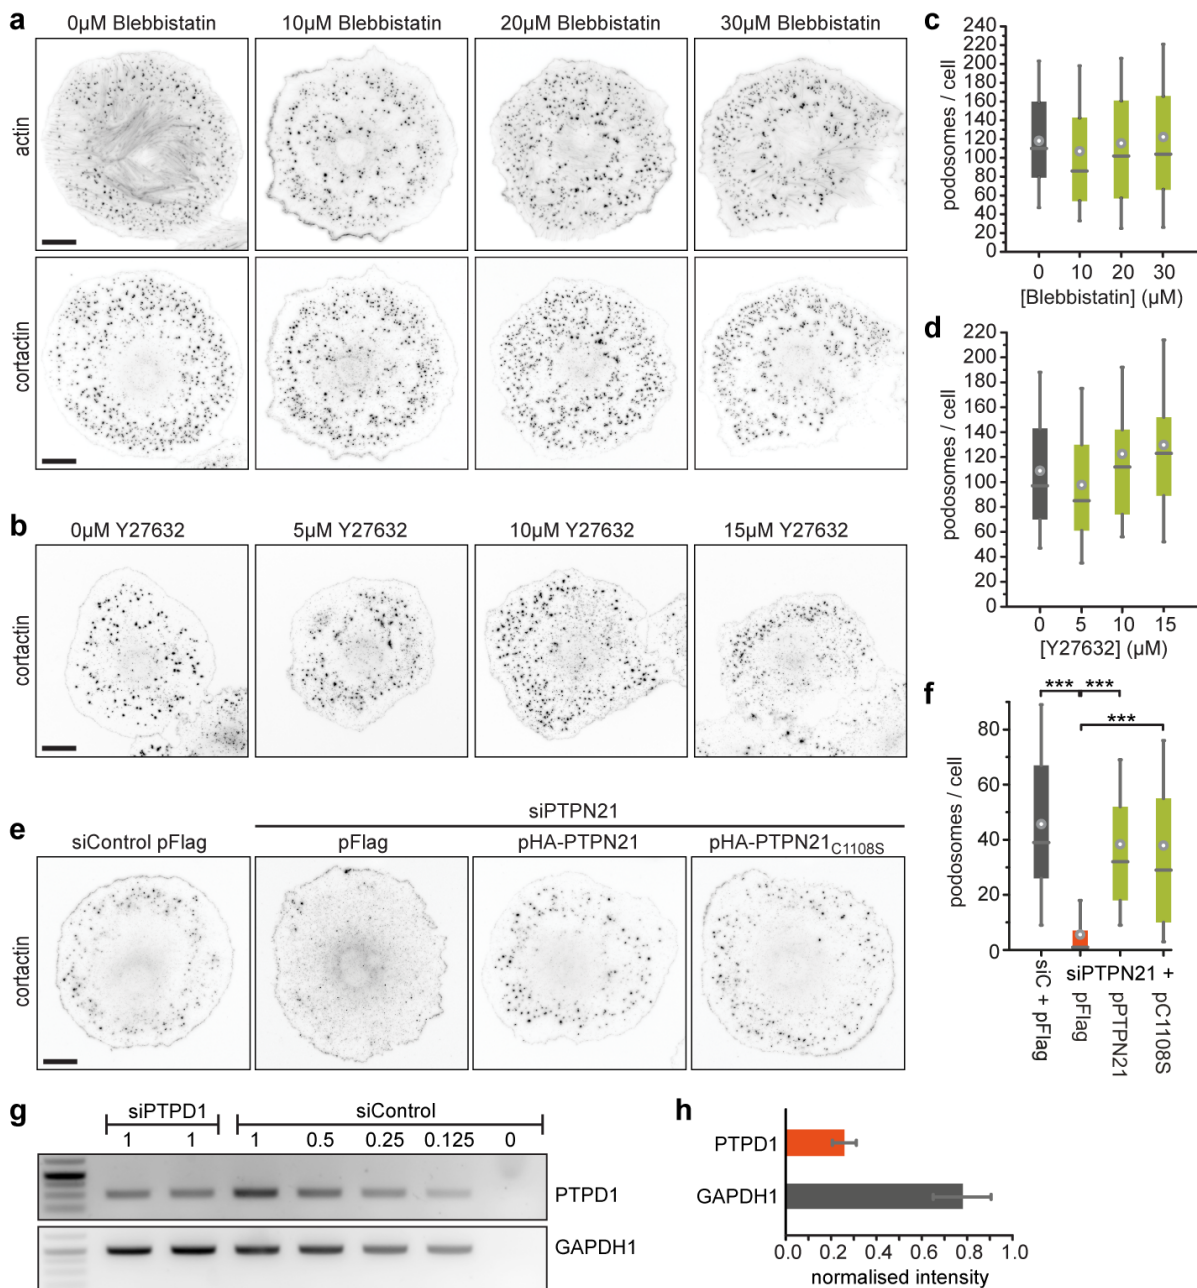 a
0µM Blebbistatin 10µM Blebbistatin 20µM Blebbistatin 30µM Blebbistatin
actin
cortactin
b
0µM Y27632 5µM Y27632 10µM Y27632 15µM Y27632
cortactin
c
podosomes / cell
240
220
200
180
160
140
120
100
80
60
40
20
0
0 10 20 30
[Blebbistatin] (µM)
d
podosomes / cell
220
200
180
160
140
120
100
80
60
40
20
0
0 5 10 15
[Y27632] (µM)
e
siPTPN21
siControl pFlag pFlag pHA-PTPN21 pHA-PTPN21C1108S
cortactin
f
*** ***
***
podosomes / cell
80
60
40
20
0
siC + pFlag
siPTPN21 +
pFlag
pPTPN21
pC1108S
g
siPTPD1 siControl
1 1 1 0.5 0.25 0.125 0
PTPD1
GAPDH1
h
PTPD1
GAPDH1
0.0 0.2 0.4 0.6 0.8 1.0
normalised intensity